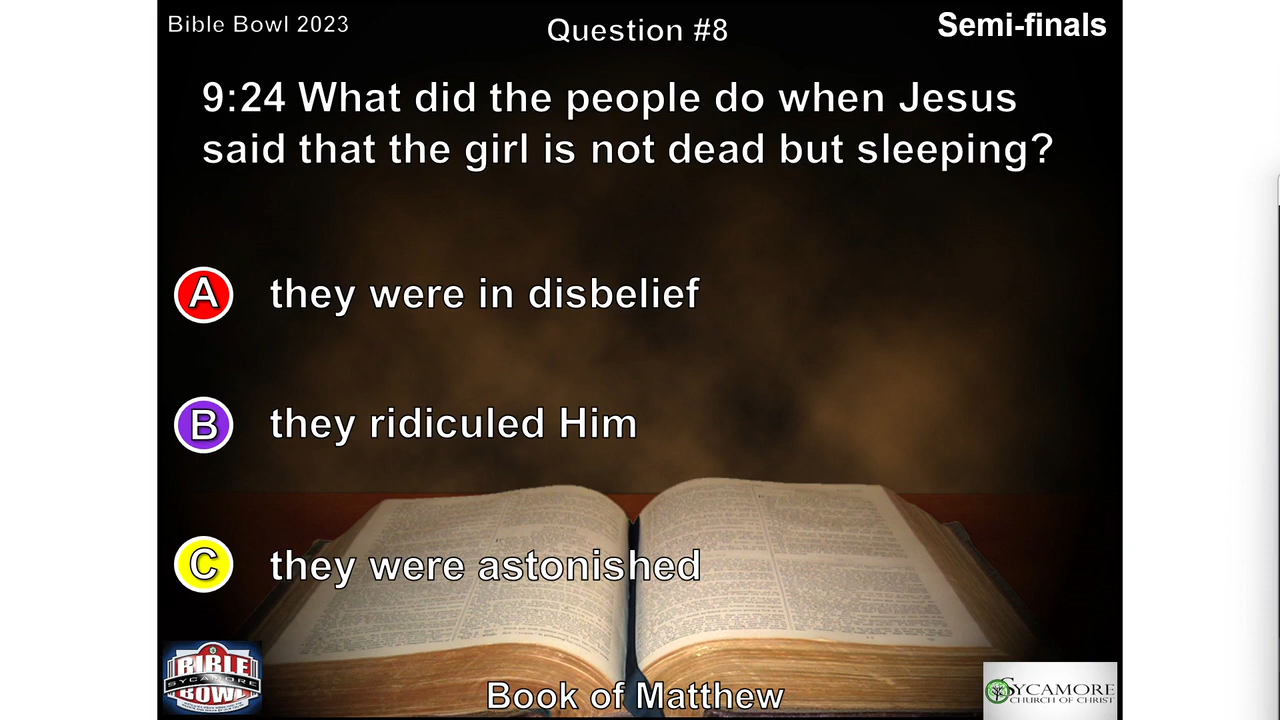 Bible Bowl 2023
Question #8
Semi-finals
9:24 What did the people do when Jesus
said that the girl is not dead but sleeping?
A they were in disbelief
B they ridiculed Him
C they were astonished
BIBLE
SYCAMORE
BOWL
Book of Matthew
SYCAMORE
CHURCH OF CHRIST